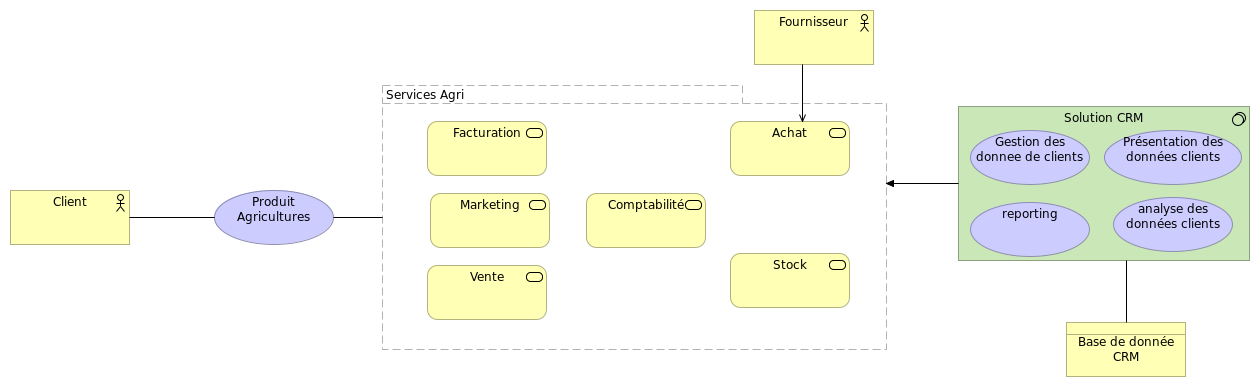 Fournisseur
Services Agri
Facturation
Achat
Marketing
Comptabilité
Vente
Stock
Client
Produit
Agricultures
Solution CRM
Gestion des
donnee de clients
Présentation des
données clients
reporting
analyse des
données clients
Base de donnée
CRM